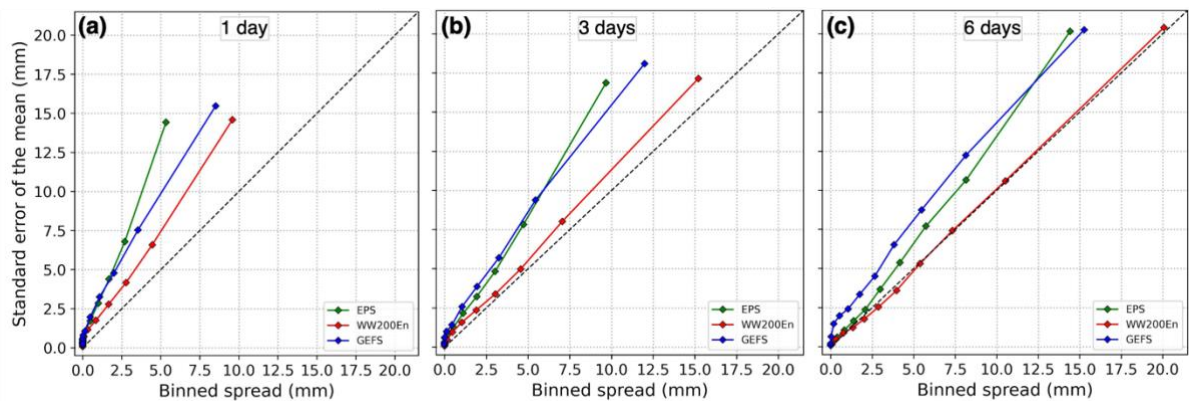 (a)
1 day
(b)
3 days
(c)
6 days
Standard error of the mean (mm)
20.0
17.5
15.0
12.5
10.0
7.5
5.0
2.5
0.0
EPS
WW200En
GEFS
EPS
WW200En
GEFS
EPS
WW200En
GEFS
0.0 2.5 5.0 7.5 10.0 12.5 15.0 17.5 20.0
0.0 2.5 5.0 7.5 10.0 12.5 15.0 17.5 20.0
0.0 2.5 5.0 7.5 10.0 12.5 15.0 17.5 20.0
Binned spread (mm)
Binned spread (mm)
Binned spread (mm)